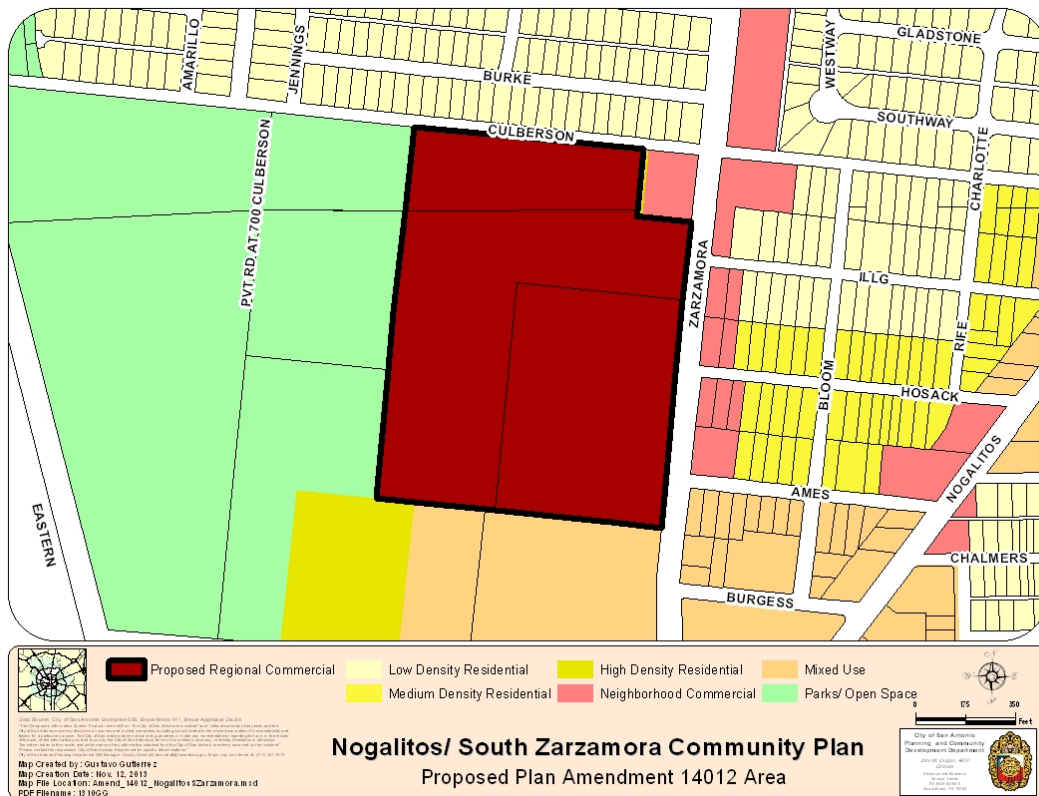 AMARILLO
JENNINGS
BURKE
WESTWAY
GLADSTONE
CULBERSON
SOUTHWAY
CHARLOTTE
PVT. RD. AT 700 CULBERSON
ZARZAMORA
ILLG
RIFE
BLOOM
HOSACK
NOGALITOS
EASTERN
AMES
CHALMERS
BURGESS
Proposed Regional Commercial
Low Density Residential
High Density Residential
Mixed Use
Medium Density Residential
Neighborhood Commercial
Parks/ Open Space
0 175 350
Feet
Nogalitos/ South Zarzamora Community Plan
Proposed Plan Amendment 14012 Area
Map Created by: Gustavo Gutierrez
Map Creation Date: Nov. 12, 2013
Map File Location: Amend_14012_NogalitosSZarzamora.mxd
PDF Filename: 1310GG
City of San Antonio
Planning and Community
Development Department